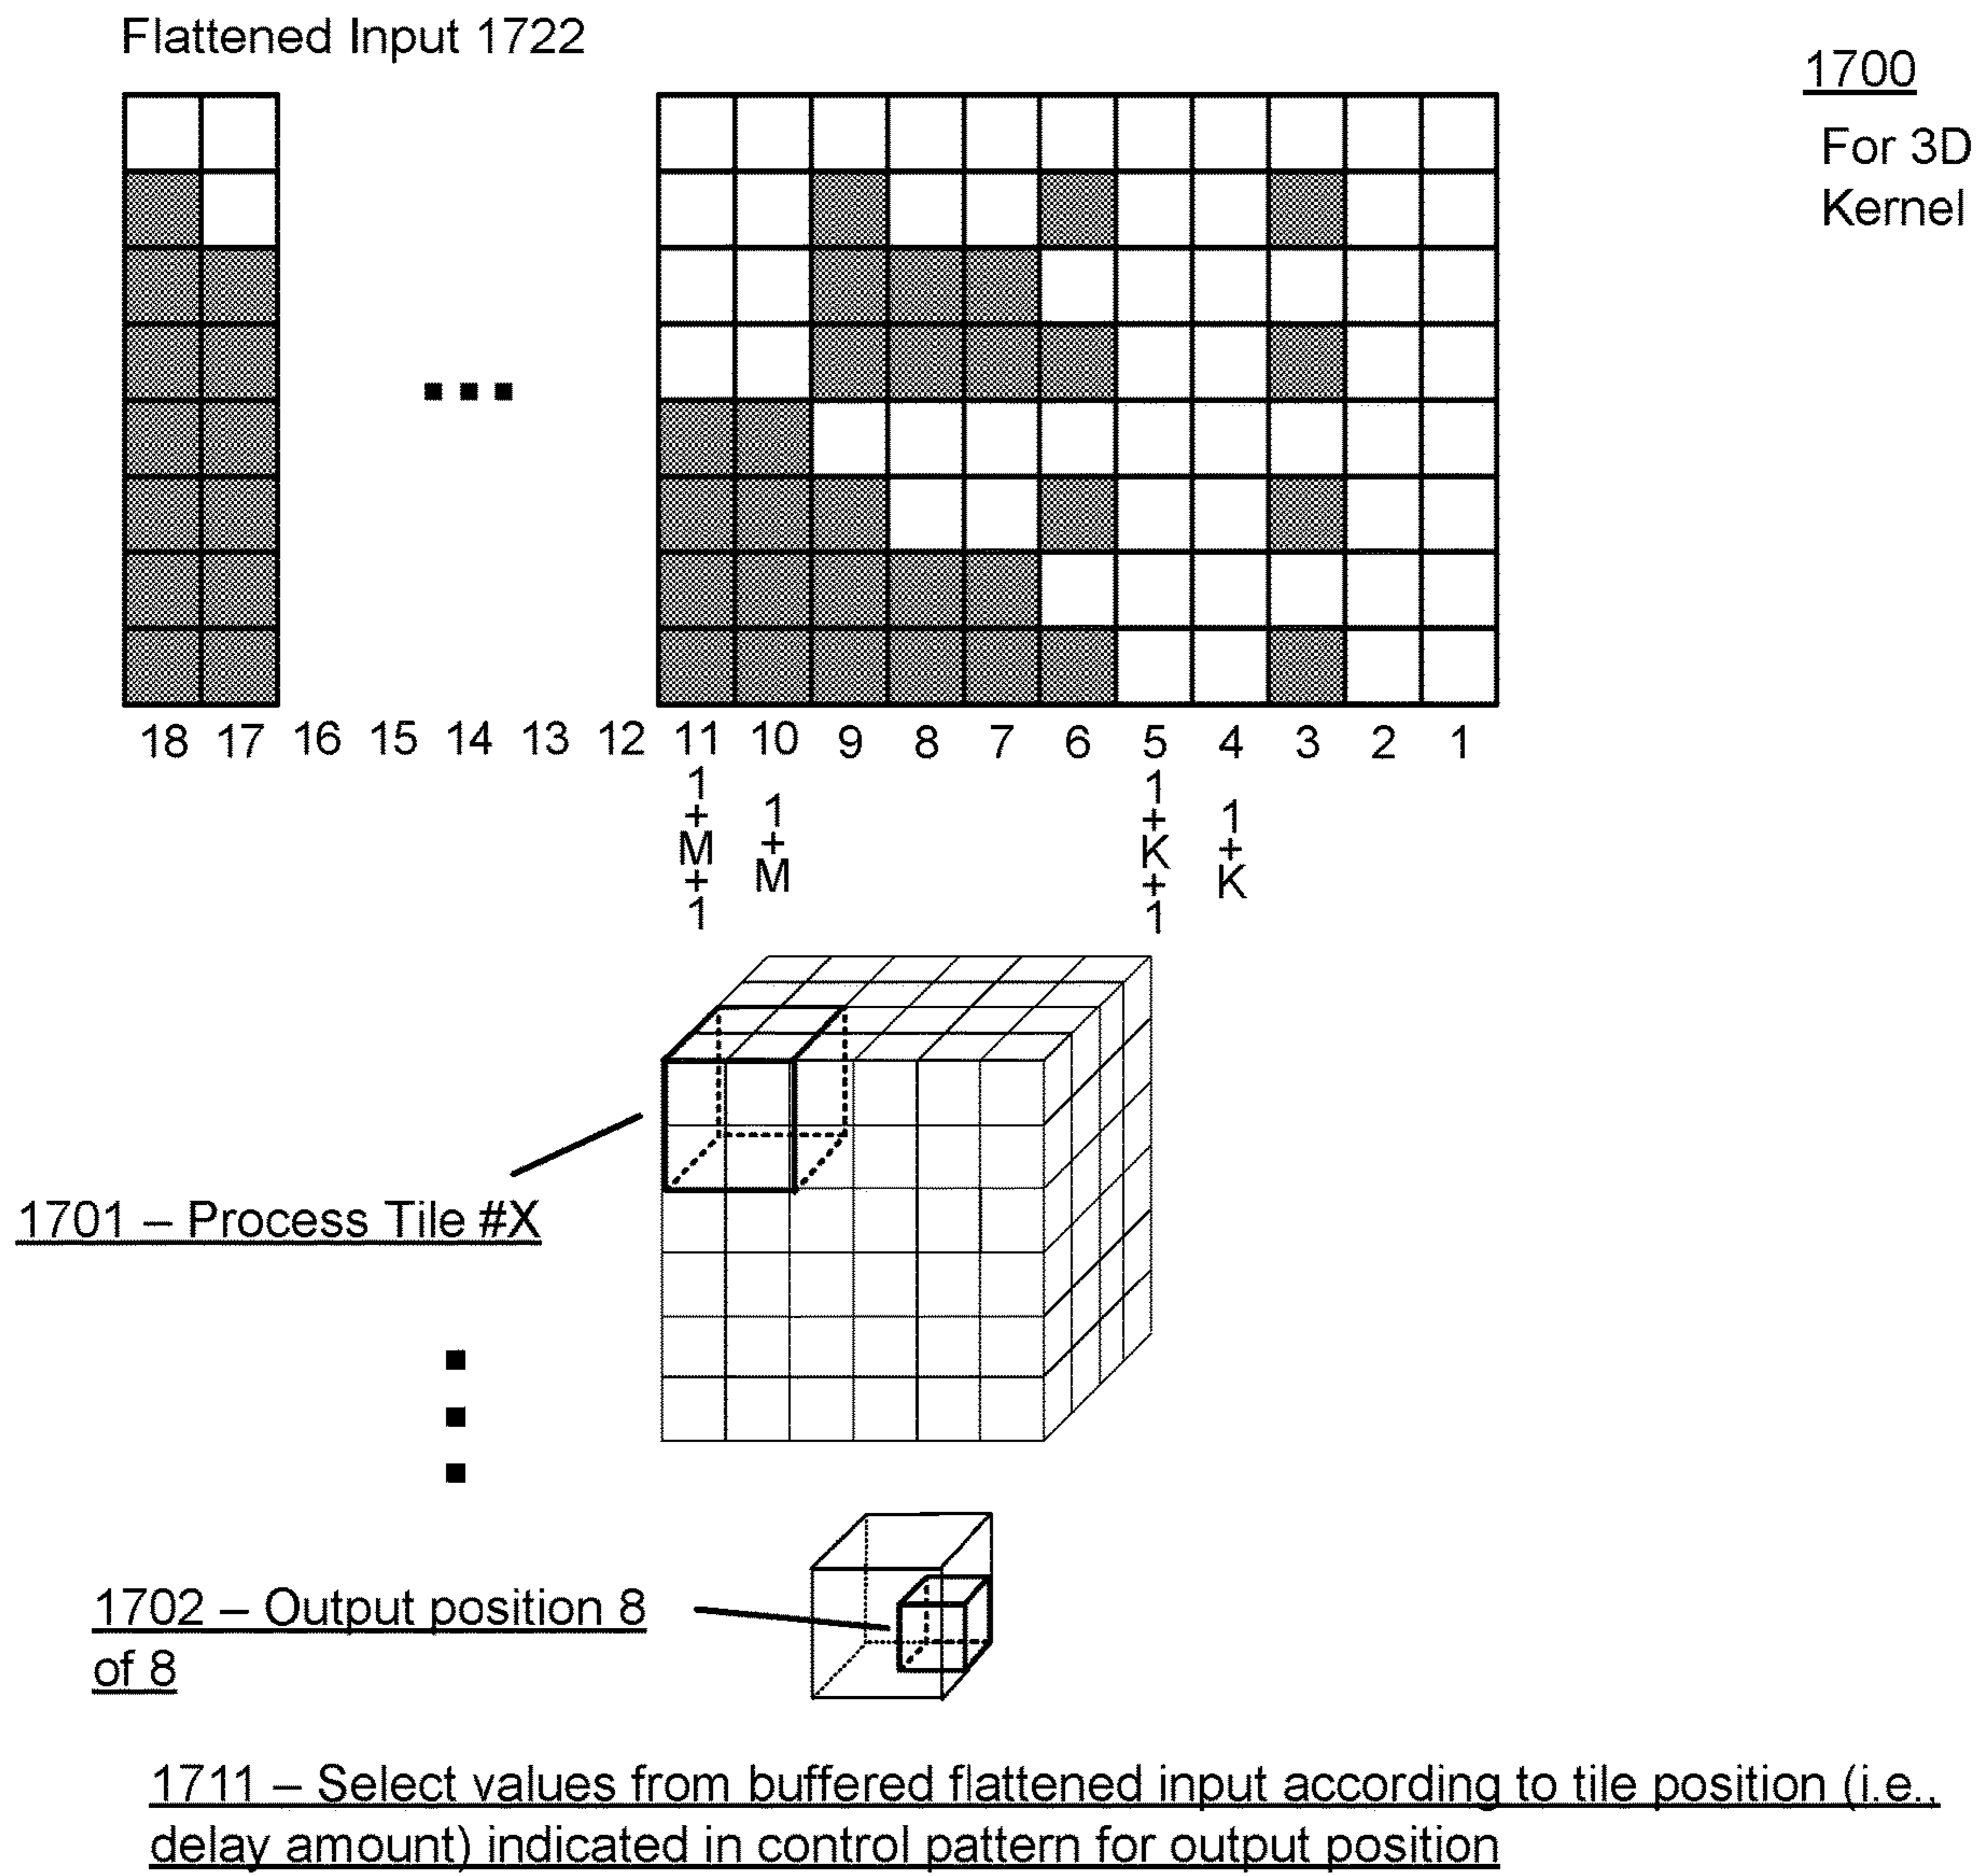 Flattened Input 1722
1700
For 3D
Kernel
18 17 16 15 14 13 12 11 10 9 8 7 6 5 4 3 2 1
1+M+1
1+M
1+K+1
1+K
1701 – Process Tile #X
1702 – Output position 8
of 8
1711 – Select values from buffered flattened input according to tile position (i.e.,
delay amount) indicated in control pattern for output position